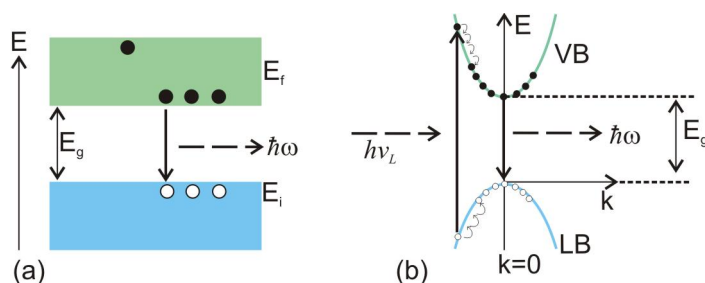 E
E_f
E_g
ħω
E_i
(a)
E
VB
hν_L
ħω
E_g
k
LB
k=0
(b)